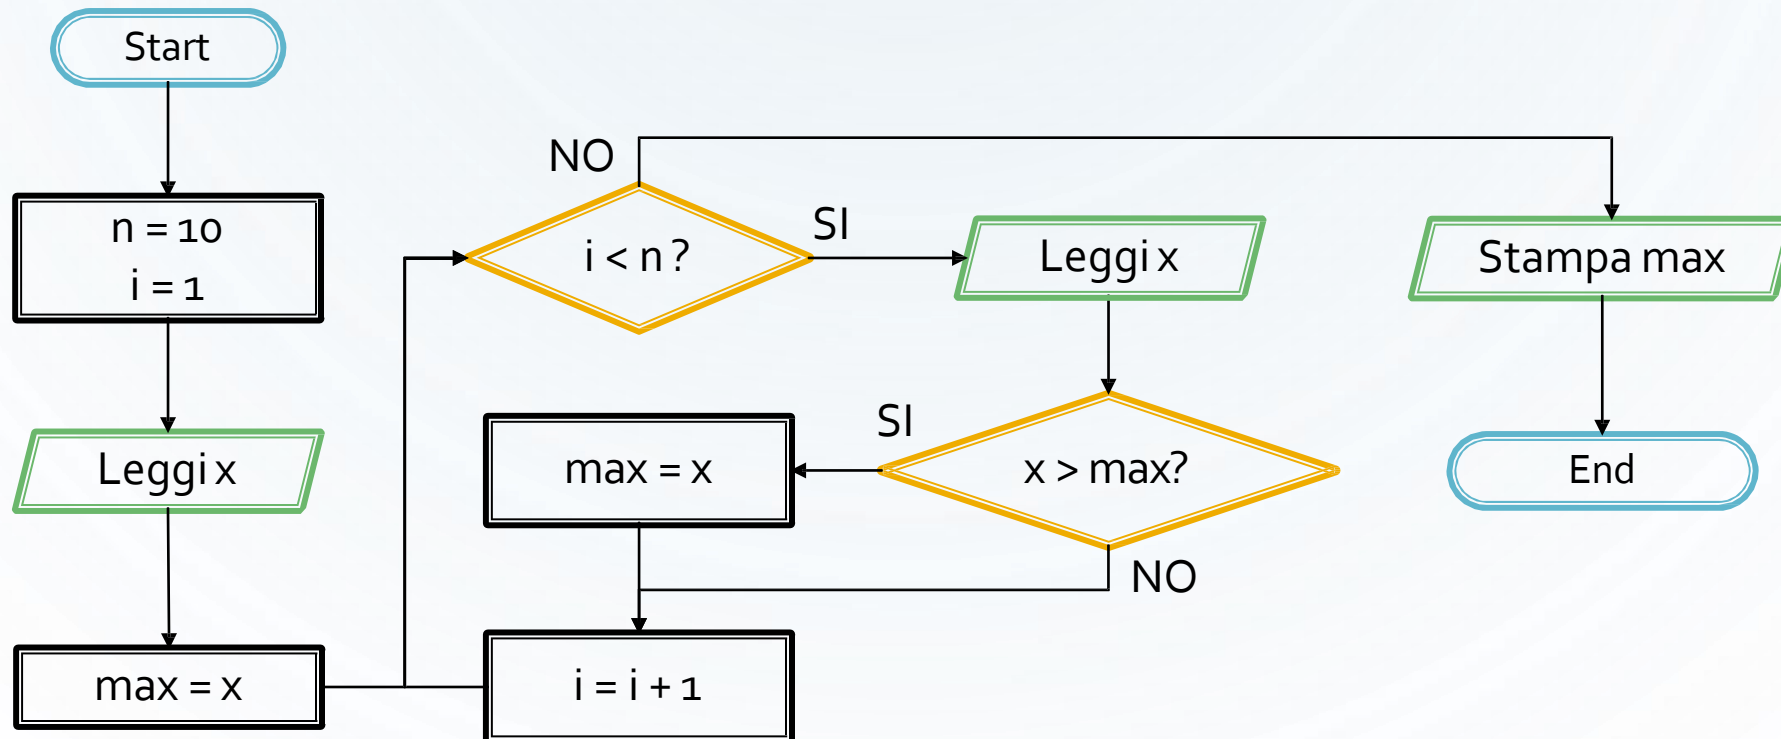 Start
n = 10
i = 1
Leggi x
max = x
NO
i < n ?
SI
Leggi x
Stampa max
SI
max = x
x > max?
End
NO
i = i + 1